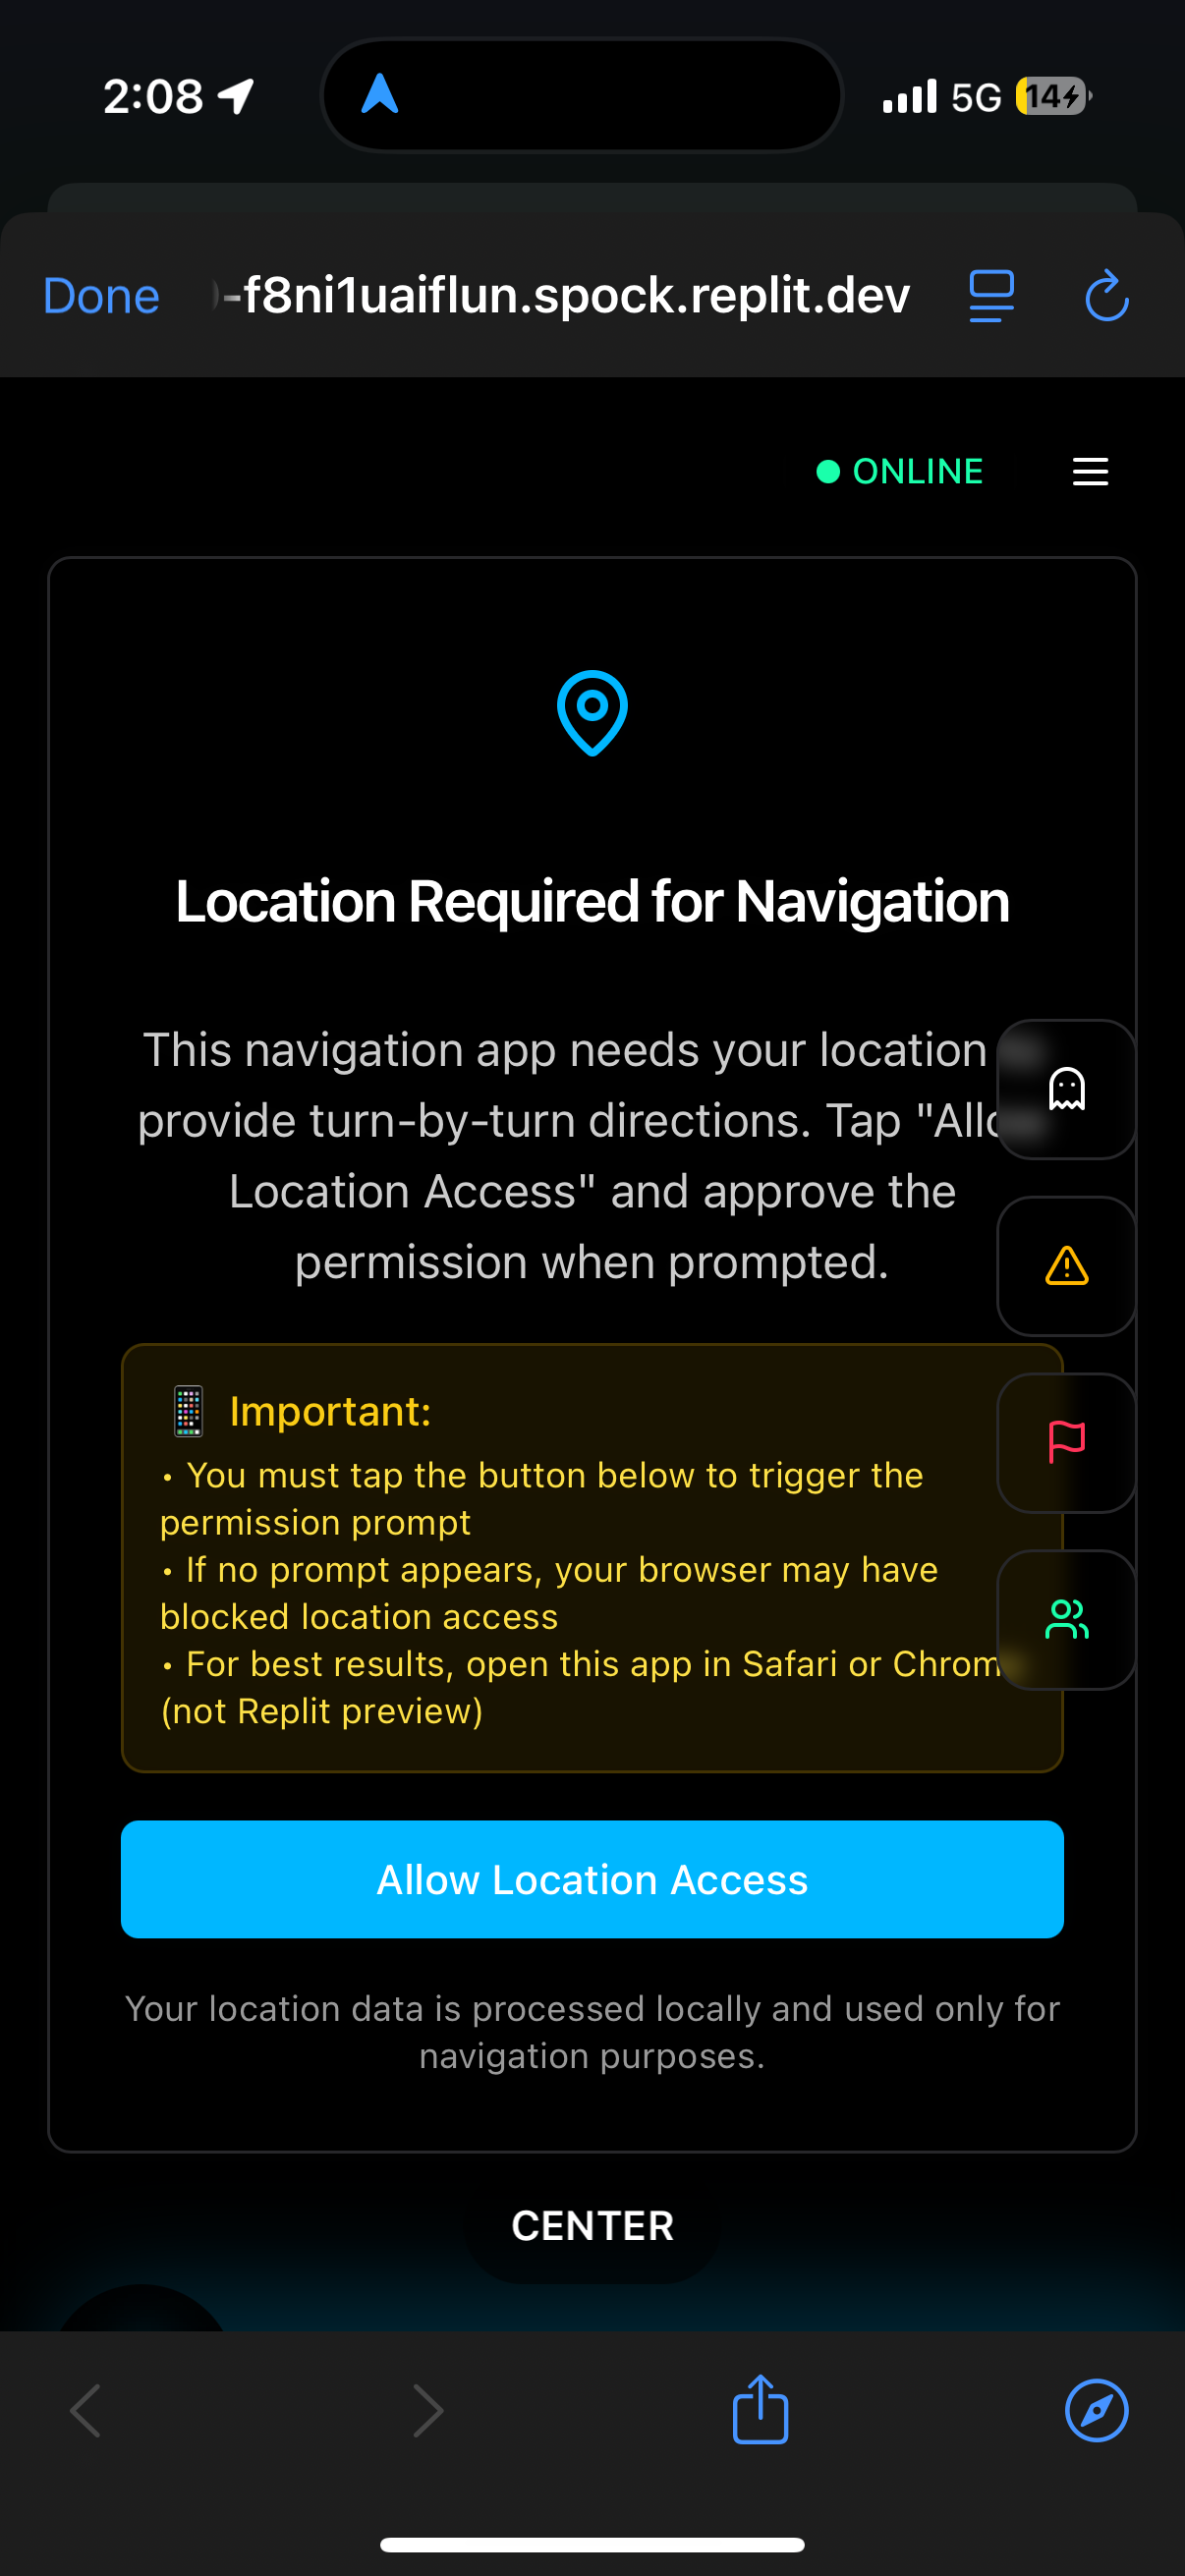 2:08
5G
14
Done
-f8ni1uaiflun.spock.replit.dev
ONLINE
Location Required for Navigation
This navigation app needs your location
provide turn-by-turn directions. Tap "Allo
Location Access" and approve the
permission when prompted.
Important:
• You must tap the button below to trigger the
permission prompt
• If no prompt appears, your browser may have
blocked location access
• For best results, open this app in Safari or Chrom
(not Replit preview)
Allow Location Access
Your location data is processed locally and used only for
navigation purposes.
CENTER